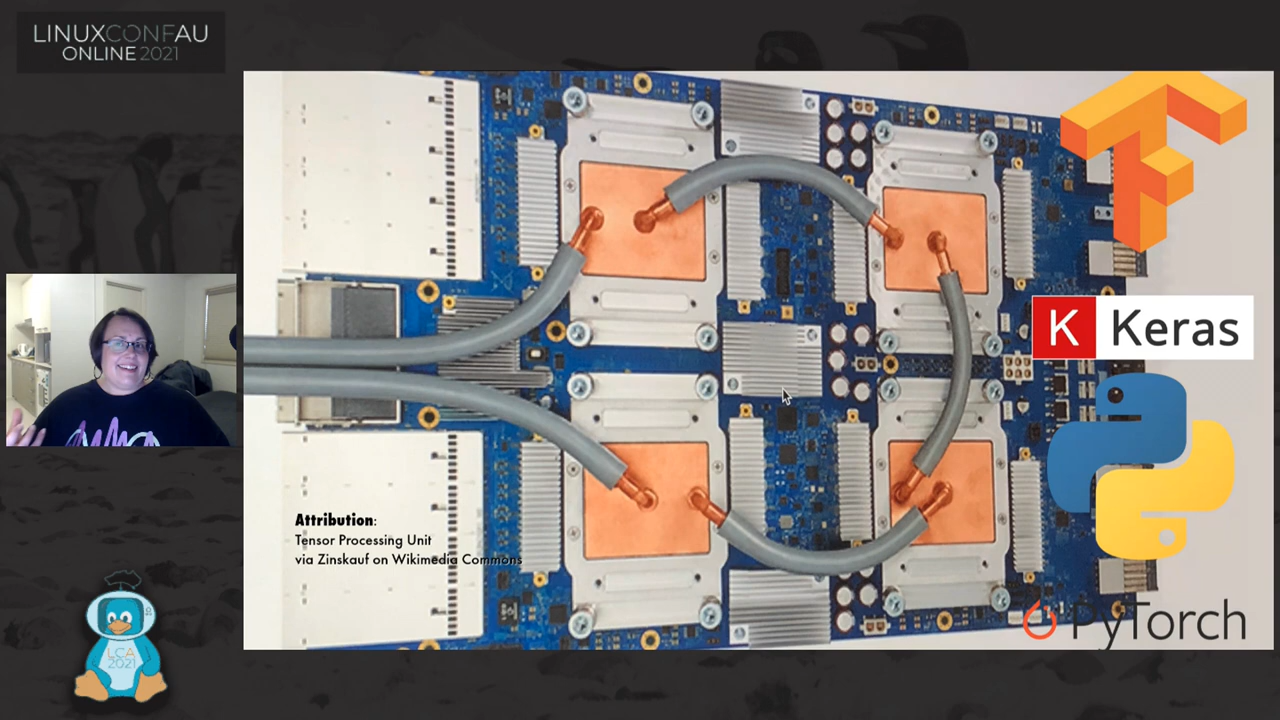 LINUXCONFAU
ONLINE 2021
K Keras
Attribution:
Tensor Processing Unit
via Zinskauf on Wikimedia Commons
PyTorch
LCA
2021